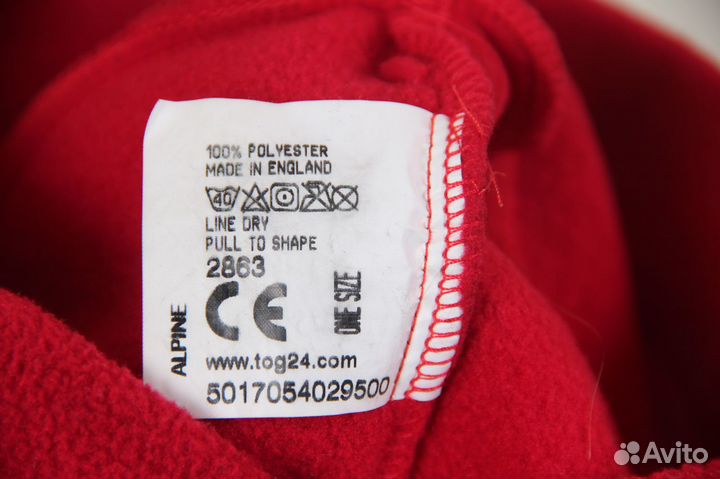 100% POLYESTER
MADE IN ENGLAND
40
LINE DRY
PULL TO SHAPE
2863
CE
ONE SIZE
ALPINE
www.tog24.com
5017054029500
Avito